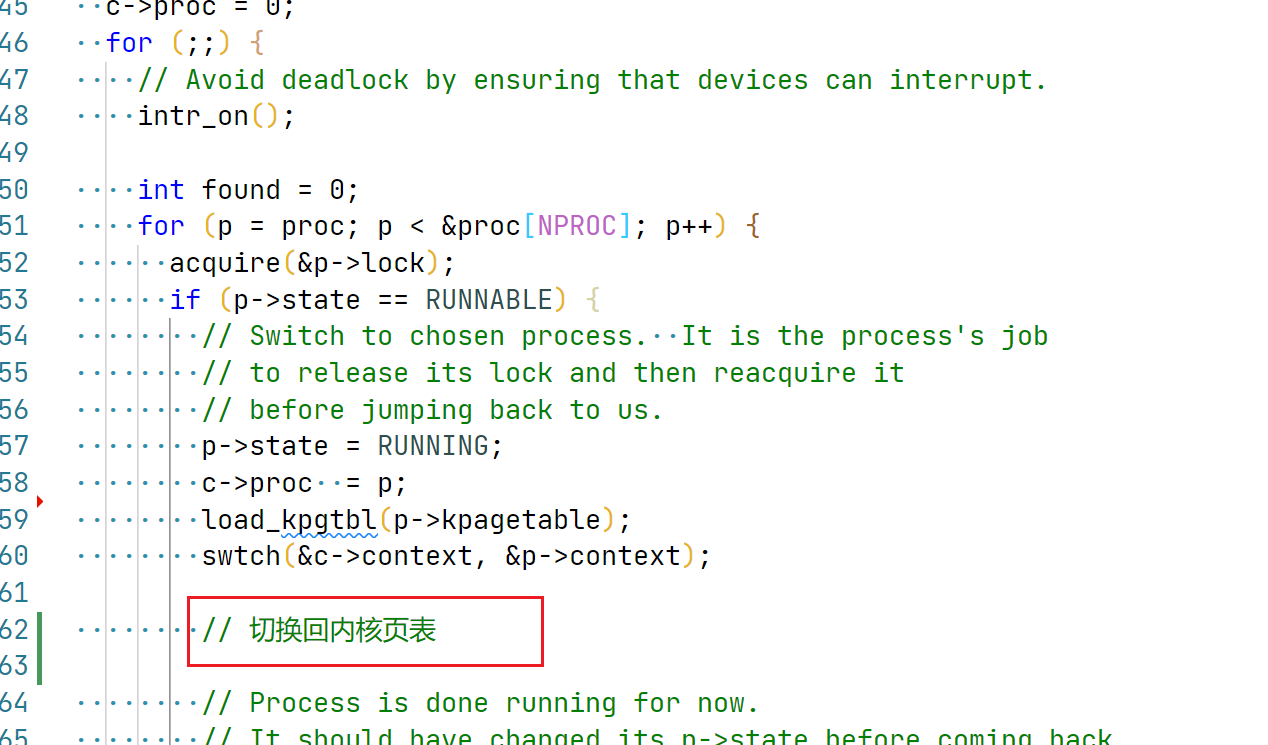 45 c->proc = 0;
46 for (;;) {
47 // Avoid deadlock by ensuring that devices can interrupt.
48 intr_on();
49
50 int found = 0;
51 for (p = proc; p < &proc[NPROC]; p++) {
52 acquire(&p->lock);
53 if (p->state == RUNNABLE) {
54 // Switch to chosen process.  It is the process's job
55 // to release its lock and then reacquire it
56 // before jumping back to us.
57 p->state = RUNNING;
58 c->proc  = p;
59 load_kpgtbl(p->kpagetable);
60 swtch(&c->context, &p->context);
61
62 // 切换回内核页表
63
64 // Process is done running for now.
65 // It should have changed its p->state before coming back